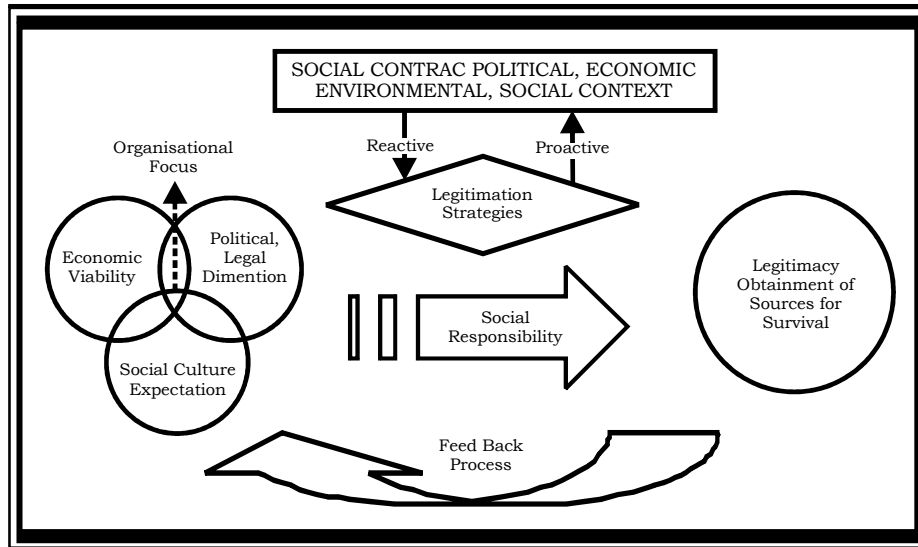 SOCIAL CONTRAC POLITICAL, ECONOMIC
ENVIRONMENTAL, SOCIAL CONTEXT
Reactive
Proactive
Organisational
Focus
Legitimation
Strategies
Economic
Viability
Political,
Legal
Dimention
Social Culture
Expectation
Social
Responsibility
Legitimacy
Obtainment of
Sources for
Survival
Feed Back
Process